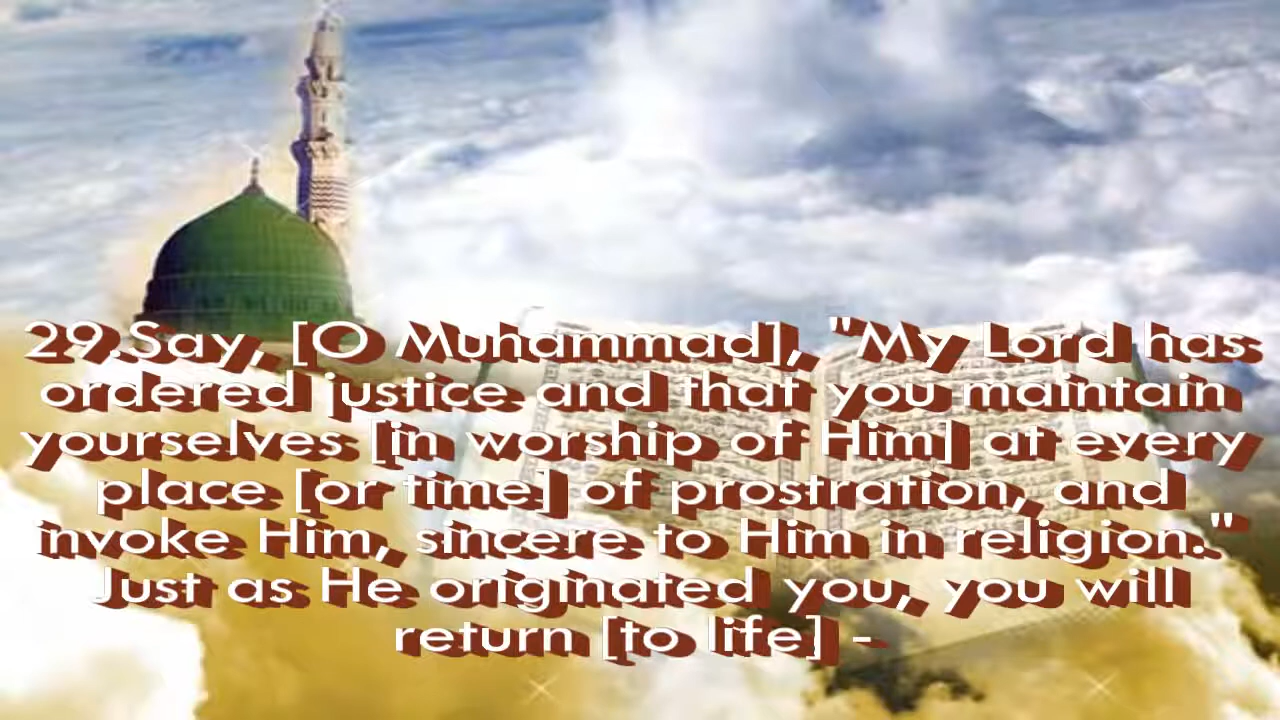 29.Say, [O Muhammad], "My Lord has
ordered justice and that you maintain
yourselves [in worship of Him] at every
place [or time] of prostration, and
invoke Him, sincere to Him in religion."
Just as He originated you, you will
return [to life] -